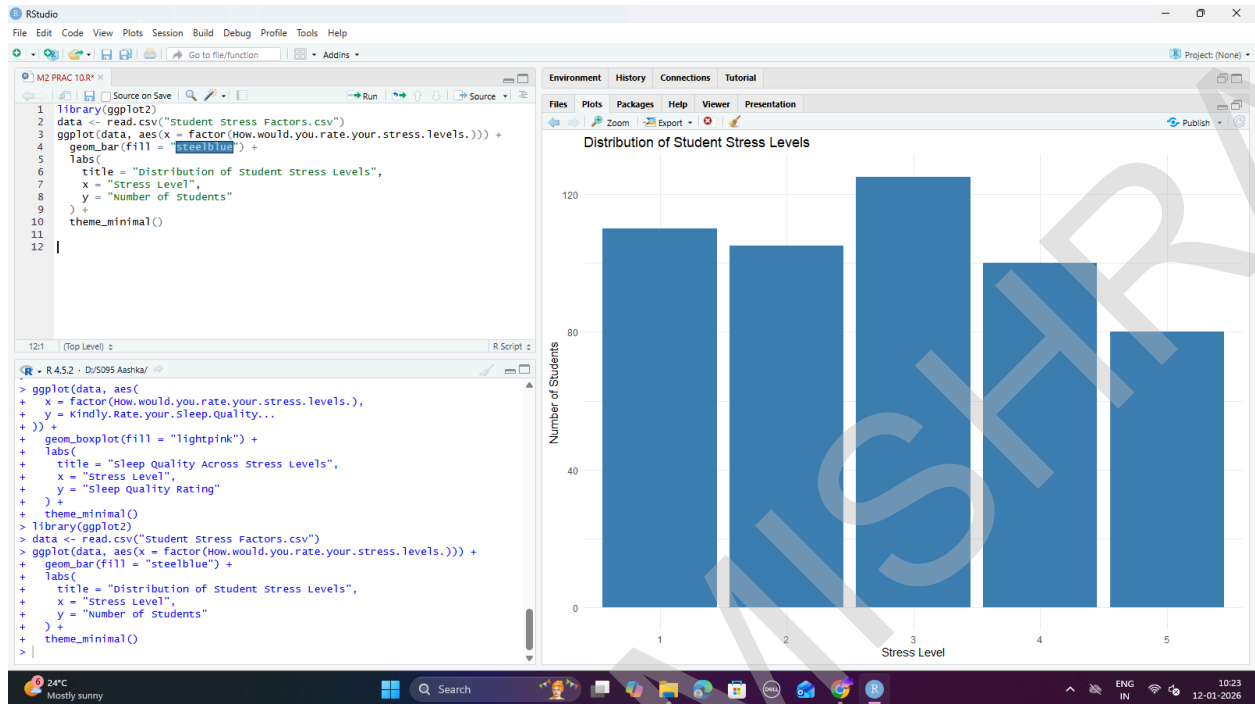 RStudio
File Edit Code View Plots Session Build Debug Profile Tools Help
Go to file/function Addins Project: (None)
M2 PRAC 10.R*
Source on Save Run Source
1 library(ggplot2)
2 data <- read.csv("Student Stress Factors.csv")
3 ggplot(data, aes(x = factor(How.would.you.rate.your.stress.levels.))) +
4 geom_bar(fill = "steelblue") +
5 labs(
6 title = "Distribution of Student Stress Levels",
7 x = "Stress Level",
8 y = "Number of Students"
9 ) +
10 theme_minimal()
11
12
12:1 (Top Level) R Script
R 4.5.2 · D:/S095 Aashka/
> ggplot(data, aes(
+ x = factor(How.would.you.rate.your.stress.levels.),
+ y = Kindly.Rate.your.Sleep.Quality...
+ )) +
+ geom_boxplot(fill = "lightpink") +
+ labs(
+ title = "Sleep Quality Across Stress Levels",
+ x = "Stress Level",
+ y = "Sleep Quality Rating"
+ ) +
+ theme_minimal()
> library(ggplot2)
> data <- read.csv("Student Stress Factors.csv")
> ggplot(data, aes(x = factor(How.would.you.rate.your.stress.levels.))) +
+ geom_bar(fill = "steelblue") +
+ labs(
+ title = "Distribution of Student Stress Levels",
+ x = "Stress Level",
+ y = "Number of Students"
+ ) +
+ theme_minimal()
>
Environment History Connections Tutorial
Files Plots Packages Help Viewer Presentation
Zoom Export Publish
Distribution of Student Stress Levels
120
80
40
0
Number of Students
1 2 3 4 5
Stress Level
MISHRA
6
24°C
Mostly sunny
Search
DELL
R
ENG
IN
10:23
12-01-2026